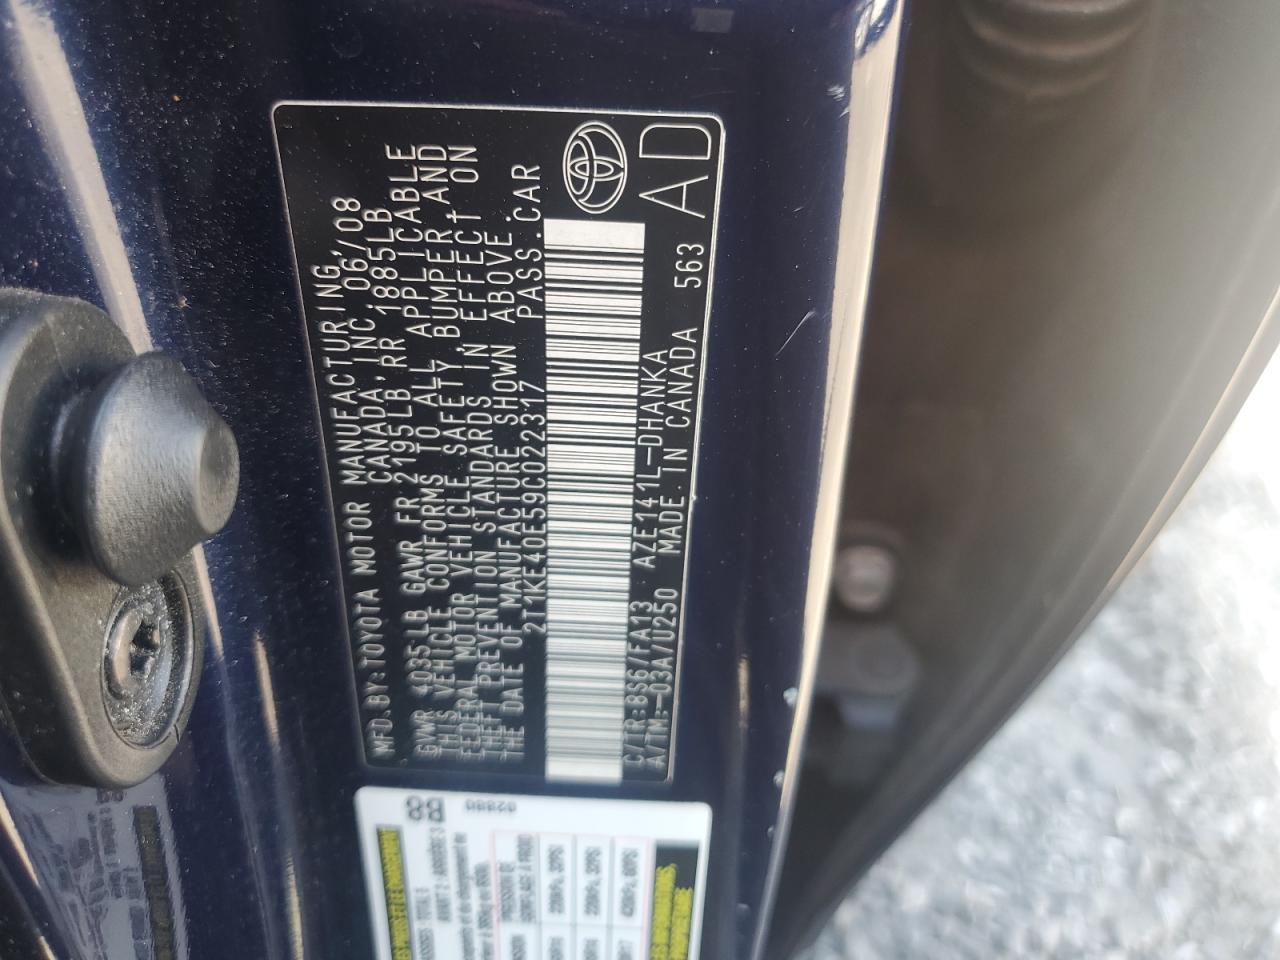 MFD. BY: TOYOTA MOTOR MANUFACTURING,
CANADA, INC. 06/08
GVWR 4035LB GAWR FR 2195LB, RR 1885LB
THIS VEHICLE CONFORMS TO ALL APPLICABLE
FEDERAL MOTOR VEHICLE SAFETY, BUMPER, AND
THEFT PREVENTION STANDARDS IN EFFECT ON
THE DATE OF MANUFACTURE SHOWN ABOVE.
2T1KE40E59C022317 PASS. CAR
C/TR: 8S6/FA13 AZE141L-DHANKA
A/TM: -03A/U250 MADE IN CANADA 563
AD